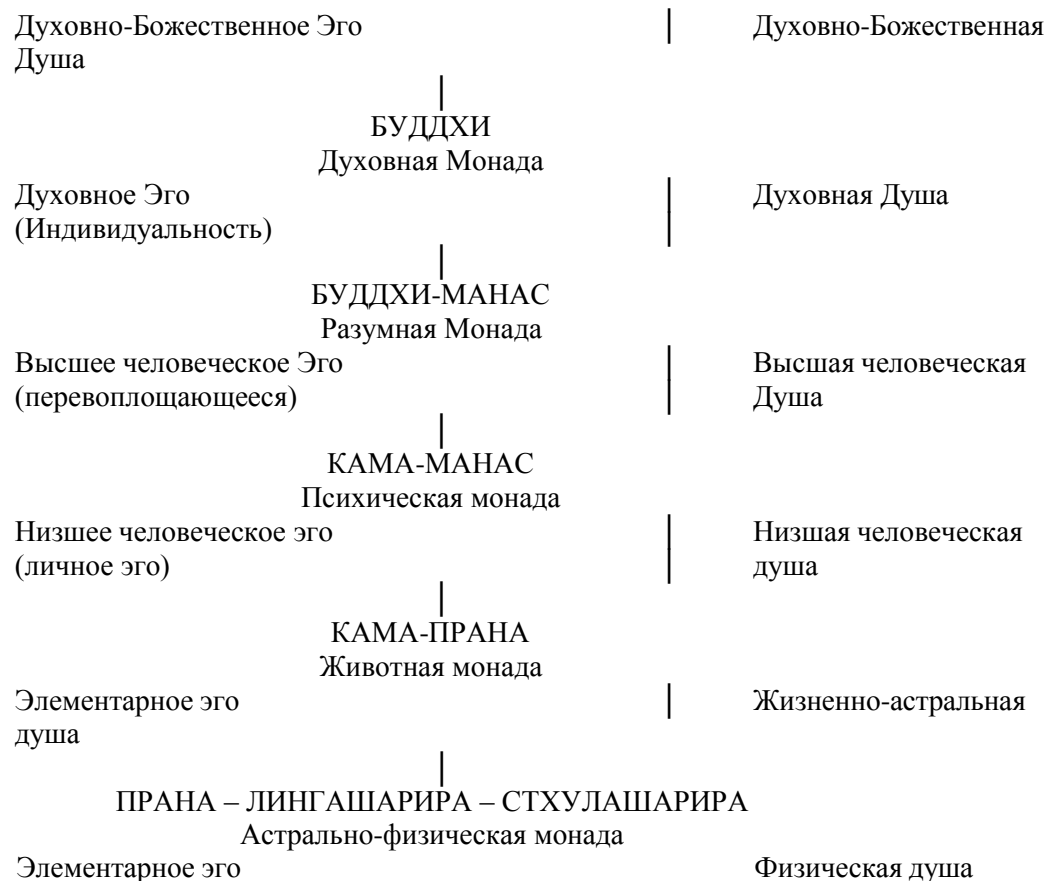 Духовно-Божественное Эго | Духовно-Божественная
Душа
|
БУДДХИ
Духовная Монада
Духовное Эго | Духовная Душа
(Индивидуальность) |
|
БУДДХИ-МАНАС
Разумная Монада
Высшее человеческое Эго | Высшая человеческая
(перевоплощающееся) | Душа
|
КАМА-МАНАС
Психическая монада
Низшее человеческое эго | Низшая человеческая
(личное эго) | душа
|
КАМА-ПРАНА
Животная монада
Элементарное эго | Жизненно-астральная
душа
|
ПРАНА – ЛИНГАШАРИРА – СТХУЛАШАРИРА
Астрально-физическая монада
Элементарное эго Физическая душа